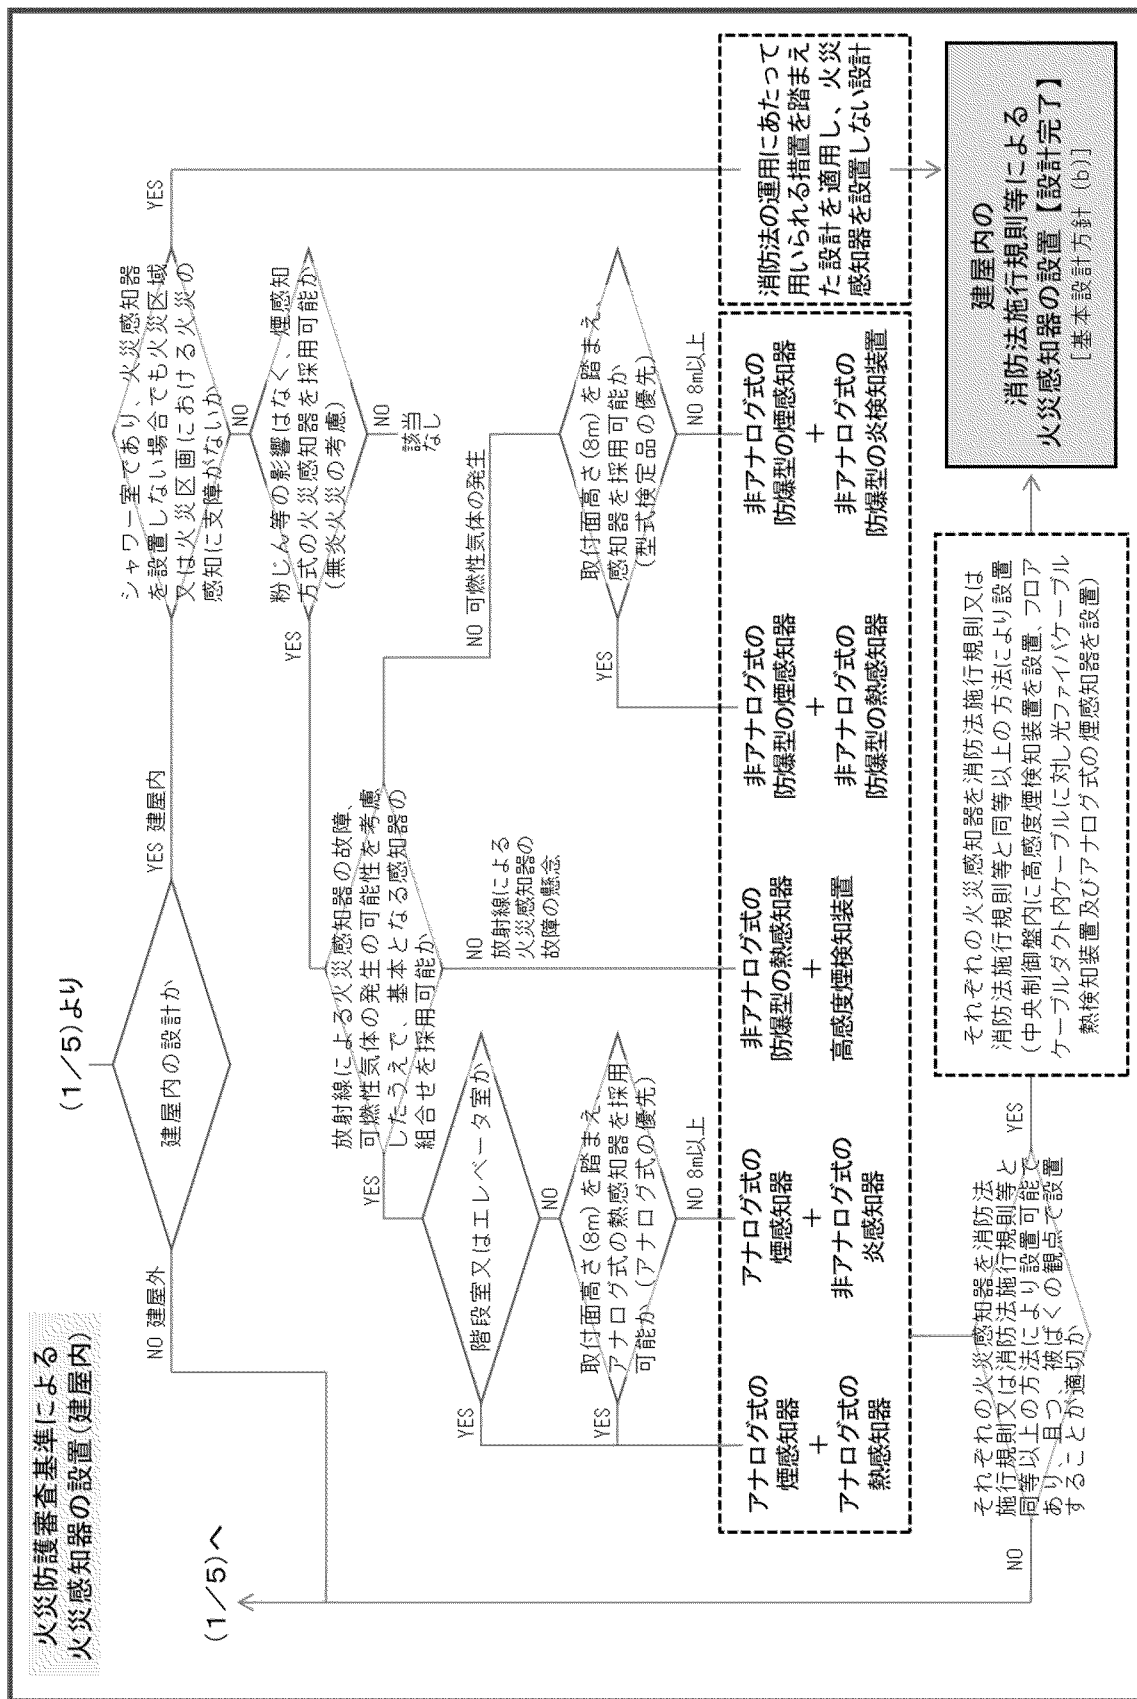 火災防護審査基準による
火災感知器の設置(建屋内)
(1/5)より
(1/5)へ
建屋内の設計か
NO 建屋外
YES 建屋内
シャワー室であり、火災感知器
を設置しない場合でも火災区域
又は火災区画における火災の
感知に支障がないか
YES
NO
粉じん等の影響はなく、煙感知
方式の火災感知器を採用可能か
(無炎火災の考慮)
YES
NO
該当
なし
放射線による火災感知器の故障、
可燃性気体の発生の可能性を考慮
したうえで、基本となる感知器の
組合せを採用可能か
YES
NO
放射線による
火災感知器の
故障の懸念
NO 可燃性気体の発生
階段室又はエレベータ室か
YES
NO
取付面高さ(8m)を踏まえ、
アナログ式の熱感知器を採用
可能か (アナログ式の優先)
YES
NO 8m以上
取付面高さ(8m)を踏まえ、
感知器を採用可能か
(型式検定品の優先)
YES
NO 8m以上
アナログ式の
煙感知器
+
アナログ式の
熱感知器
アナログ式の
煙感知器
+
非アナログ式の
炎感知器
非アナログ式の
防爆型の熱感知器
+
高感度煙検知装置
非アナログ式の
防爆型の煙感知器
+
非アナログ式の
防爆型の熱感知器
非アナログ式の
防爆型の煙感知器
+
非アナログ式の
防爆型の炎検知装置
消防法の運用にあたって
用いられる措置を踏まえ
た設計を適用し、火災
感知器を設置しない設計
それぞれの火災感知器を消防法
施行規則又は消防法施行規則等と
同等以上の方法により設置可能で
あり、且つ、被ばくの観点で設置
することが適切か
NO
YES
それぞれの火災感知器を消防法施行規則又は
消防法施行規則等と同等以上の方法により設置
(中央制御盤内に高感度煙検知装置を設置、フロア
ケーブルダクト内ケーブルに対し光ファイバケーブル
熱検知装置及びアナログ式の煙感知器を設置)
建屋内の
消防法施行規則等による
火災感知器の設置【設計完了】
[基本設計方針 (b)]